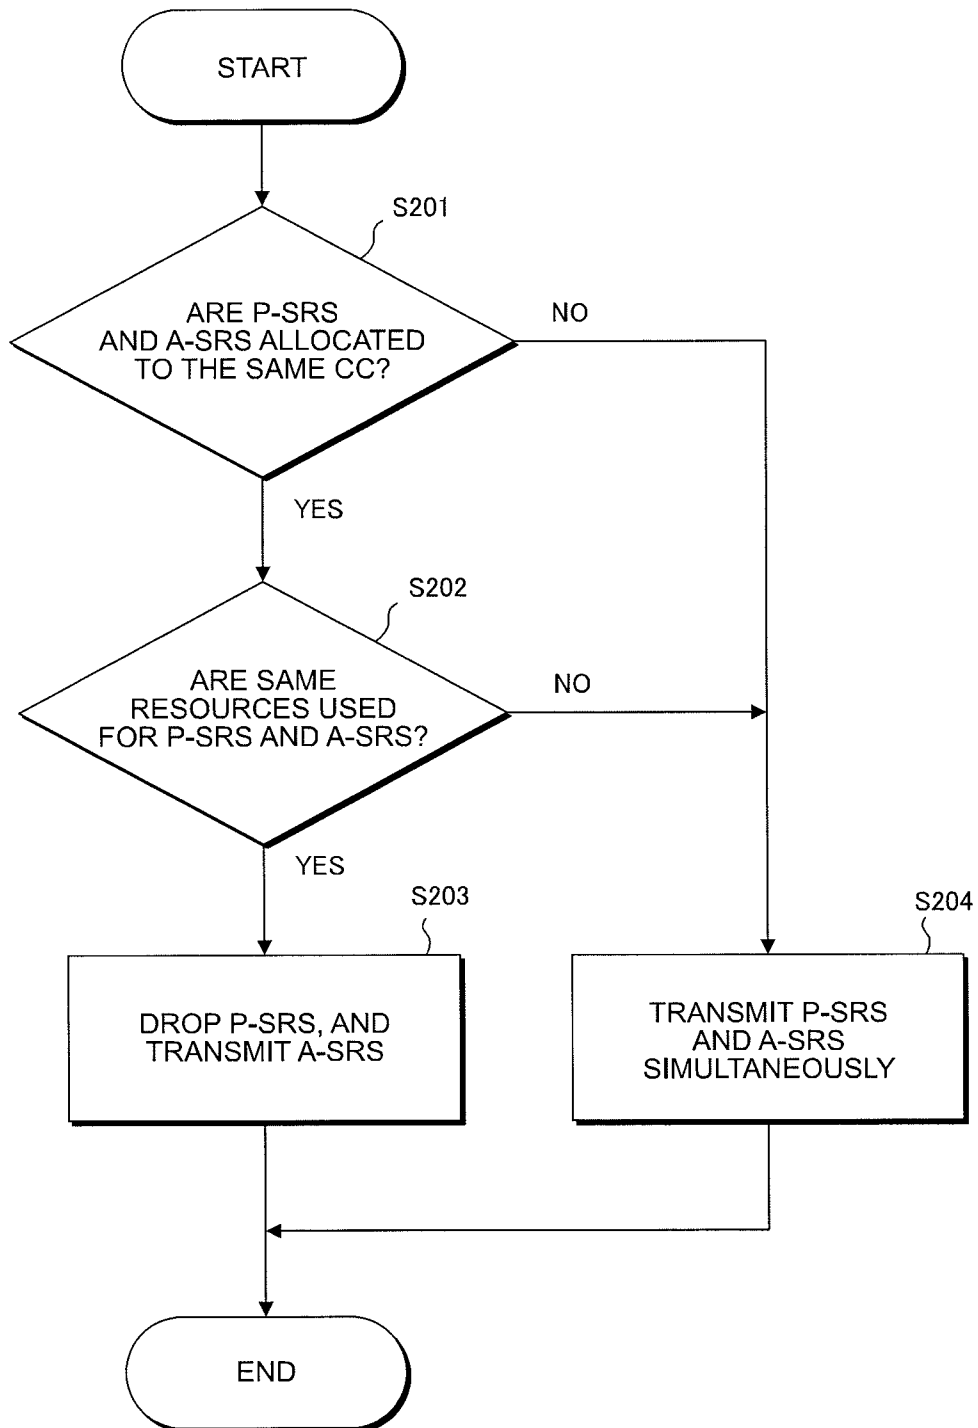 START
S201
ARE P-SRS
AND A-SRS ALLOCATED
TO THE SAME CC?
NO
YES
S202
ARE SAME
RESOURCES USED
FOR P-SRS AND A-SRS?
NO
YES
S203
DROP P-SRS, AND
TRANSMIT A-SRS
S204
TRANSMIT P-SRS
AND A-SRS
SIMULTANEOUSLY
END